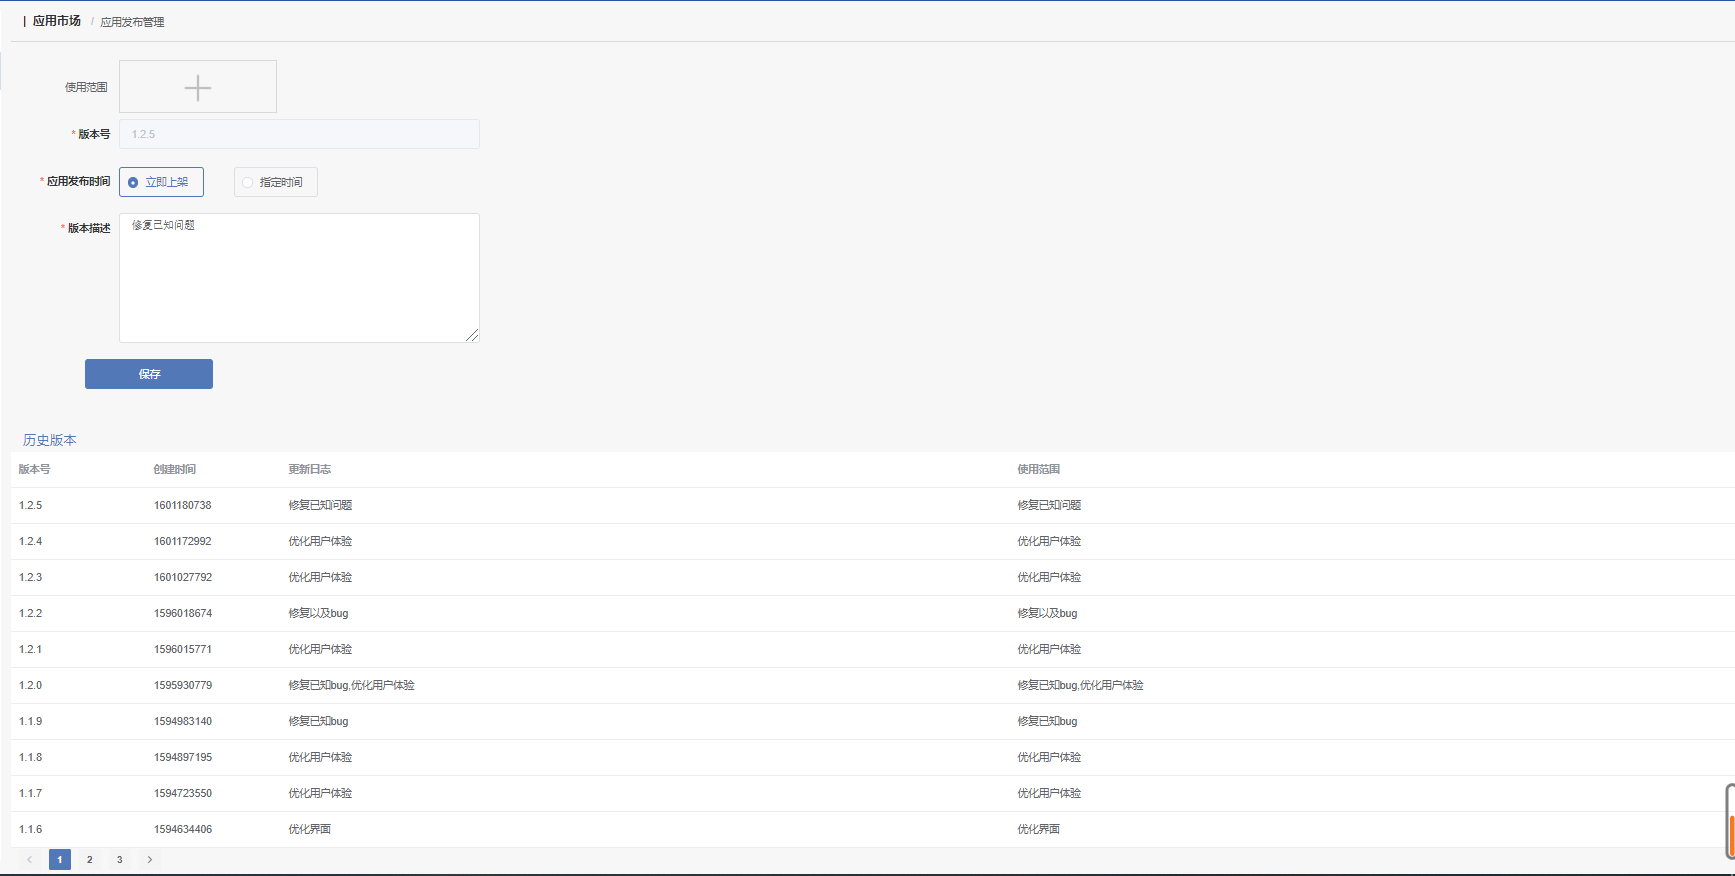 应用市场 / 应用发布管理
使用范围
* 版本号 1.2.5
* 应用发布时间 立即上架 指定时间
* 版本描述 修复已知问题
保存
历史版本
版本号 创建时间 更新日志 使用范围
1.2.5 1601180738 修复已知问题 修复已知问题
1.2.4 1601172992 优化用户体验 优化用户体验
1.2.3 1601027792 优化用户体验 优化用户体验
1.2.2 1596018674 修复以及bug 修复以及bug
1.2.1 1596015771 优化用户体验 优化用户体验
1.2.0 1595930779 修复已知bug,优化用户体验 修复已知bug,优化用户体验
1.1.9 1594983140 修复已知bug 修复已知bug
1.1.8 1594897195 优化用户体验 优化用户体验
1.1.7 1594723550 优化用户体验 优化用户体验
1.1.6 1594634406 优化界面 优化界面
< 1 2 3 >